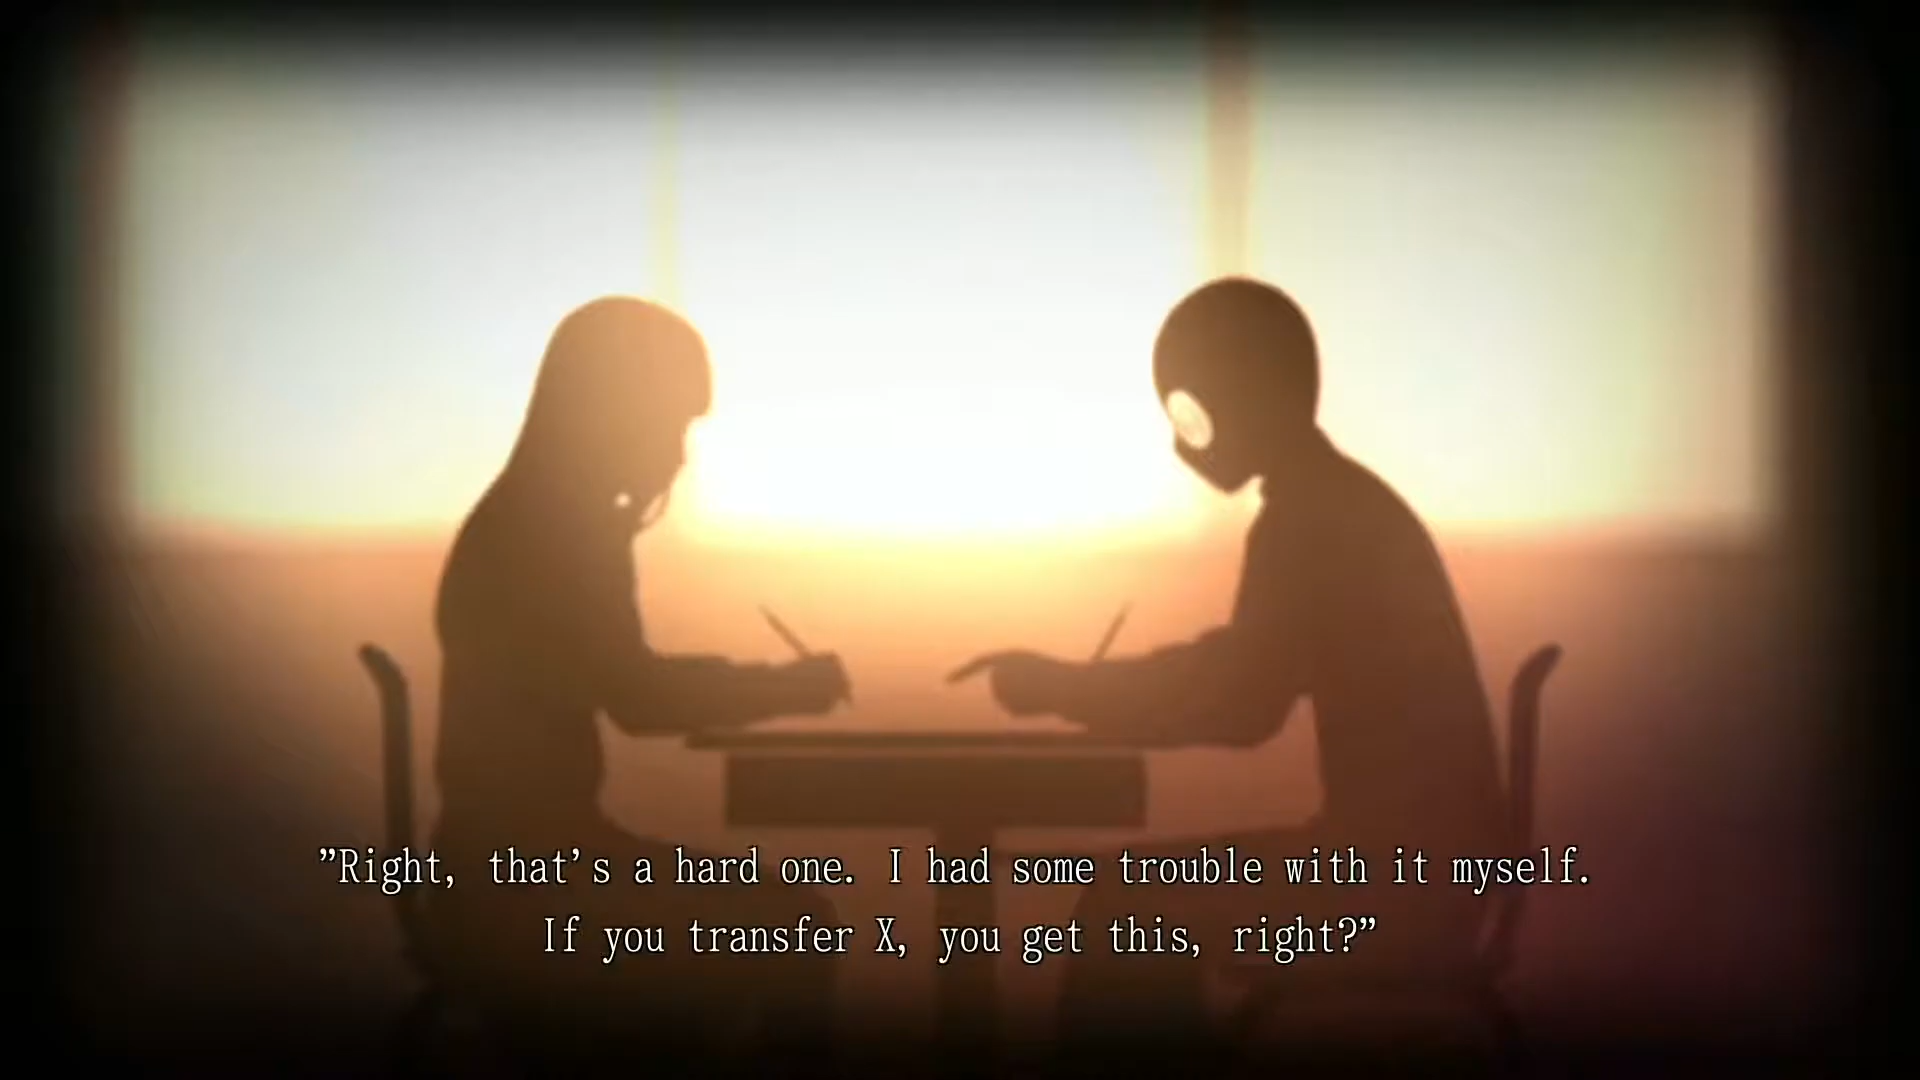 ”Right, that’s a hard one. I had some trouble with it myself.
If you transfer X, you get this, right?”